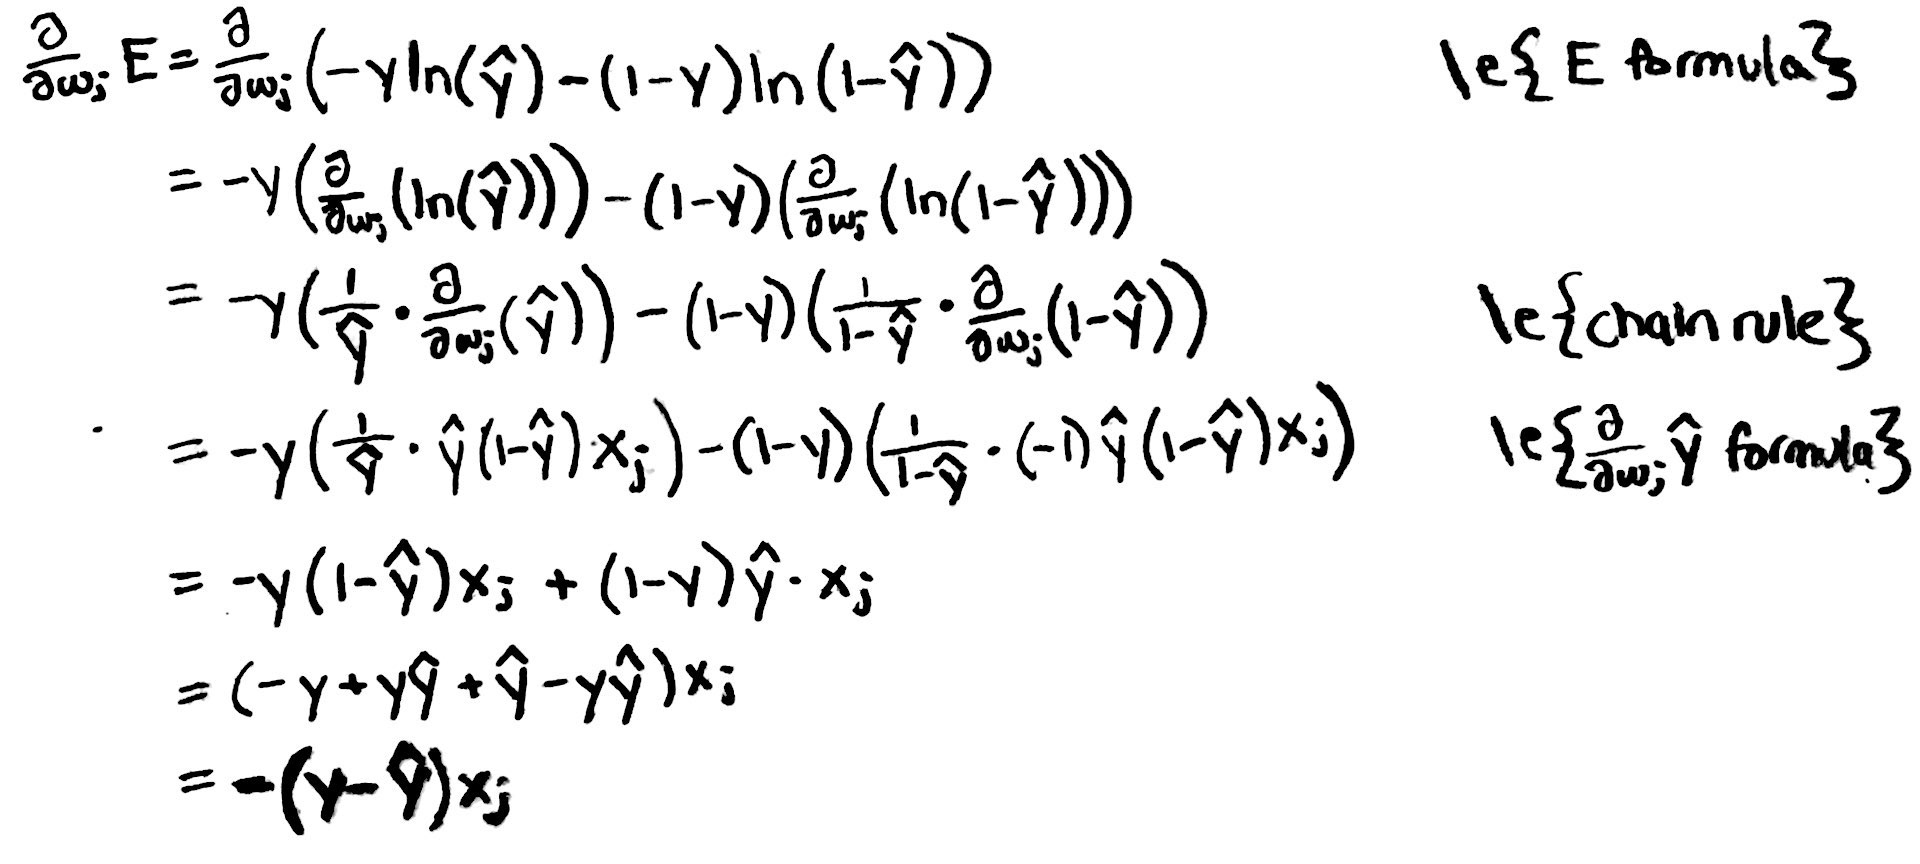 ∂/∂wⱼ E = ∂/∂wⱼ (-y ln(ŷ) - (1-y) ln(1-ŷ)) \e{E formula}
= -y(∂/∂wⱼ (ln(ŷ)))) - (1-y)(∂/∂wⱼ (ln(1-ŷ)))
= -y(1/ŷ · ∂/∂wⱼ (ŷ)) - (1-y)(1/(1-ŷ) · ∂/∂wⱼ (1-ŷ)) \e{chain rule}
= -y(1/ŷ · ŷ(1-ŷ)xⱼ) - (1-y)(1/(1-ŷ) · (-1)ŷ(1-ŷ)xⱼ) \e{∂/∂wⱼ ŷ formula}
= -y(1-ŷ)xⱼ + (1-y)ŷ · xⱼ
= (-y + yŷ + ŷ - yŷ)xⱼ
= -(y-ŷ)xⱼ